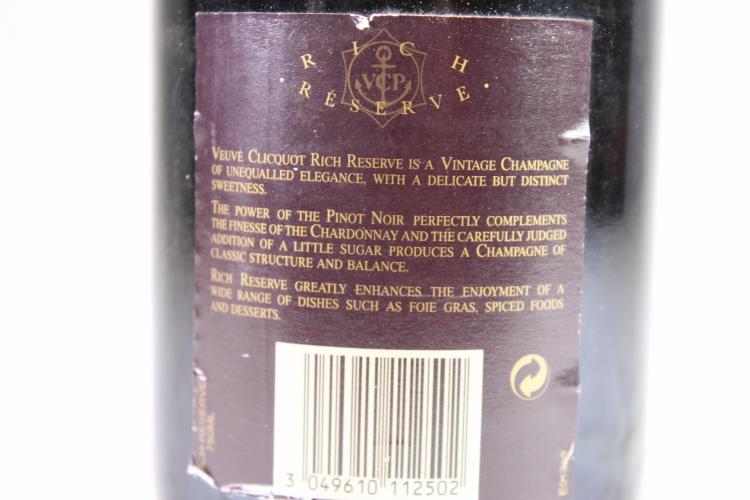 RICH
VCP
· RÉSERVE ·
VEUVE CLICQUOT RICH RESERVE IS A VINTAGE CHAMPAGNE
OF UNEQUALLED ELEGANCE, WITH A DELICATE BUT DISTINCT
SWEETNESS.
THE POWER OF THE PINOT NOIR PERFECTLY COMPLEMENTS
THE FINESSE OF THE CHARDONNAY AND THE CAREFULLY JUDGED
ADDITION OF A LITTLE SUGAR PRODUCES A CHAMPAGNE OF
CLASSIC STRUCTURE AND BALANCE.
RICH RESERVE GREATLY ENHANCES THE ENJOYMENT OF A
WIDE RANGE OF DISHES SUCH AS FOIE GRAS, SPICED FOODS
AND DESSERTS.
RESERVE
750ML
3 049610 112502